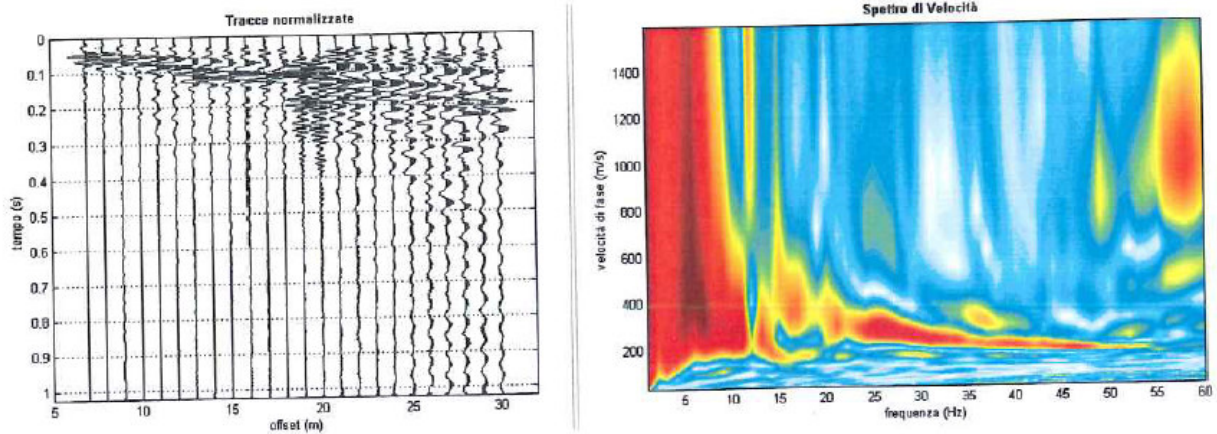 Tracce normalizzate
0
0.1
0.2
0.3
0.4
0.5
0.6
0.7
0.8
0.9
1
tempo (s)
5 10 15 20 25 30
offset (m)
Spettro di Velocità
1400
1200
1000
800
600
400
200
velocità di fase (m/s)
5 10 15 20 25 30 35 40 45 50 55 60
frequenza (Hz)